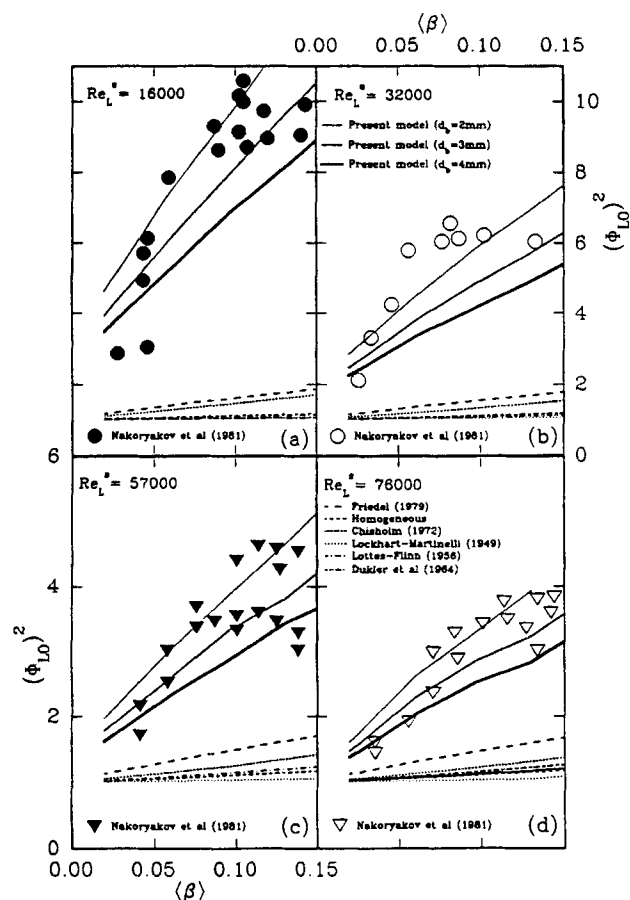 ⟨β⟩
0.00 0.05 0.10 0.15
Re_L^* = 16000
(a)
Nakoryakov et al (1981)
Re_L^* = 32000
Present model (d_b=2mm)
Present model (d_b=3mm)
Present model (d_b=4mm)
Nakoryakov et al (1981)
(b)
10
8
6
4
2
0
(Φ_LO)^2
Re_L^* = 57000
Nakoryakov et al (1981)
(c)
6
4
2
0
(Φ_LO)^2
Re_L^* = 76000
Friedel (1979)
Homogeneous
Chisholm (1972)
Lockhart-Martinelli (1949)
Lottes-Flinn (1956)
Dukler et al (1964)
Nakoryakov et al (1981)
(d)
0.00 0.05 0.10 0.15
⟨β⟩